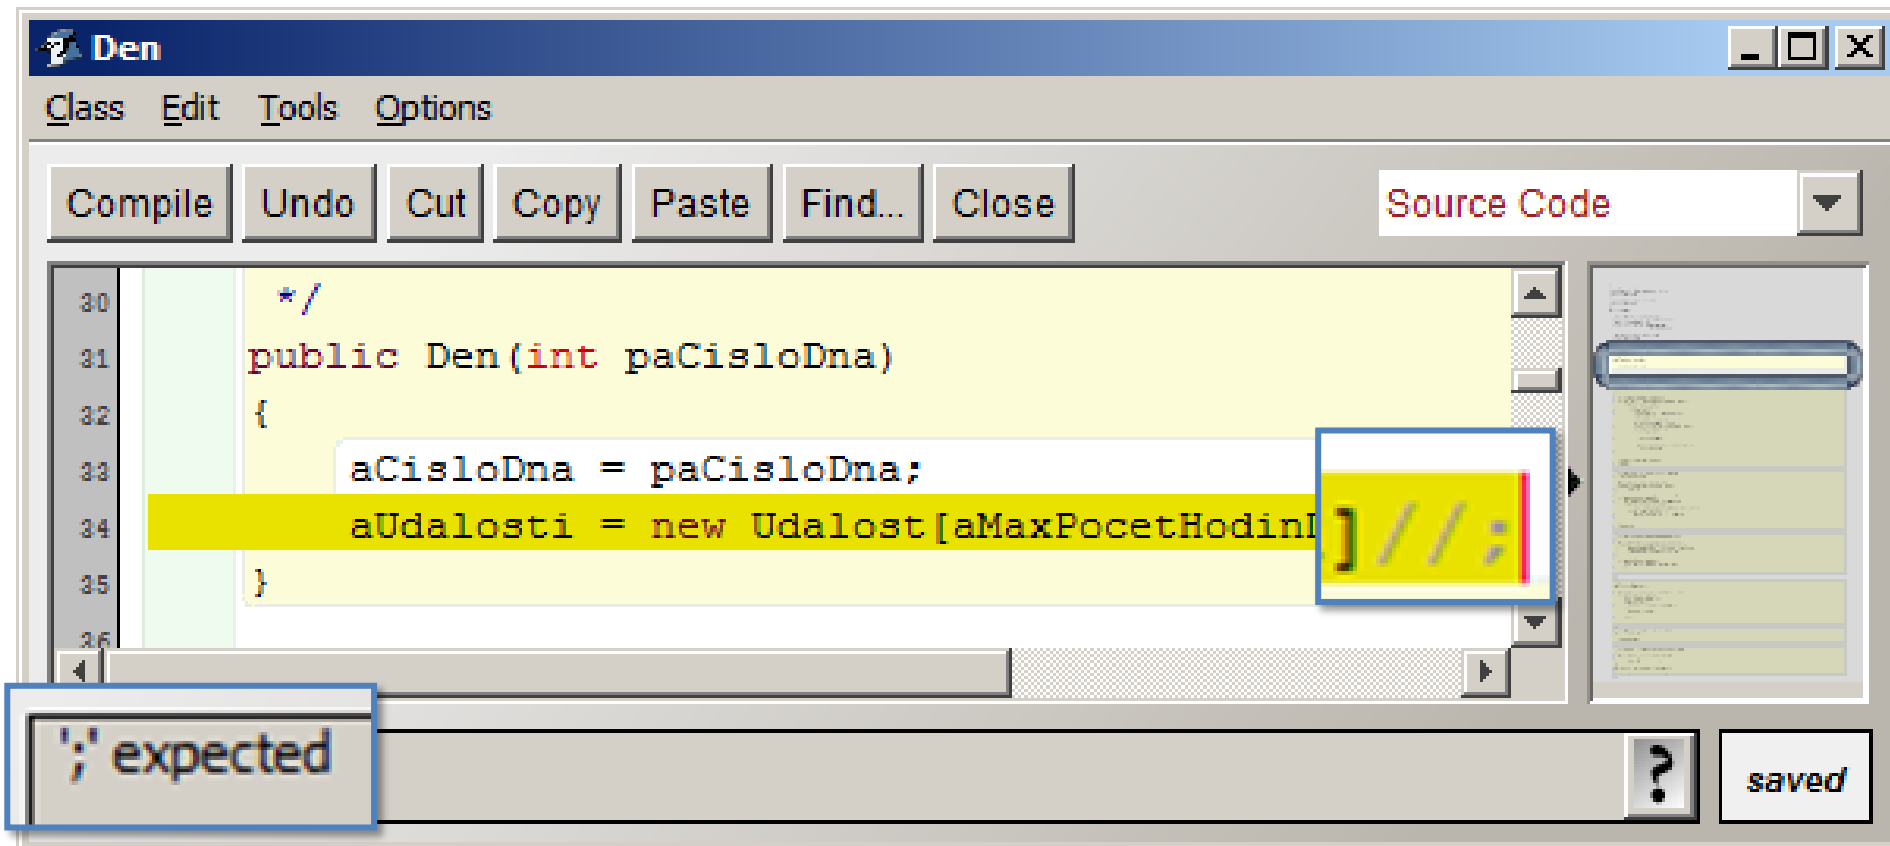 Den
Class Edit Tools Options
Compile Undo Cut Copy Paste Find... Close Source Code
30 */
31 public Den(int paCisloDna)
32 {
33 aCisloDna = paCisloDna;
34 aUdalosti = new Udalost[aMaxPocetHodin ]//;
35 }
36
';' expected ? saved